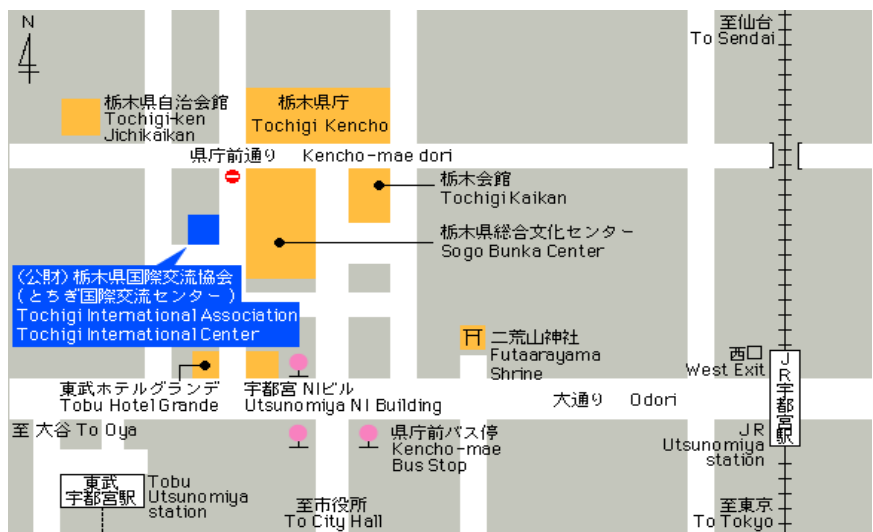 N
至仙台
To Sendai
栃木県自治会館
Tochigi-ken
Jichikaikan
栃木県庁
Tochigi Kencho
県庁前通り Kencho-mae dori
栃木会館
Tochigi Kaikan
栃木県総合文化センター
Sogo Bunka Center
(公財)栃木県国際交流協会
(とちぎ国際交流センター)
Tochigi International Association
Tochigi International Center
二荒山神社
Futaarayama
Shrine
西口
West Exit
JR宇都宮駅
東武ホテルグランデ
Tobu Hotel Grande
宇都宮 NIビル
Utsunomiya NI Building
大通り Odori
至 大谷 To Oya
県庁前バス停
Kencho-mae
Bus Stop
JR
Utsunomiya
station
東武
宇都宮駅
Tobu
Utsunomiya
station
至市役所
To City Hall
至東京
To Tokyo